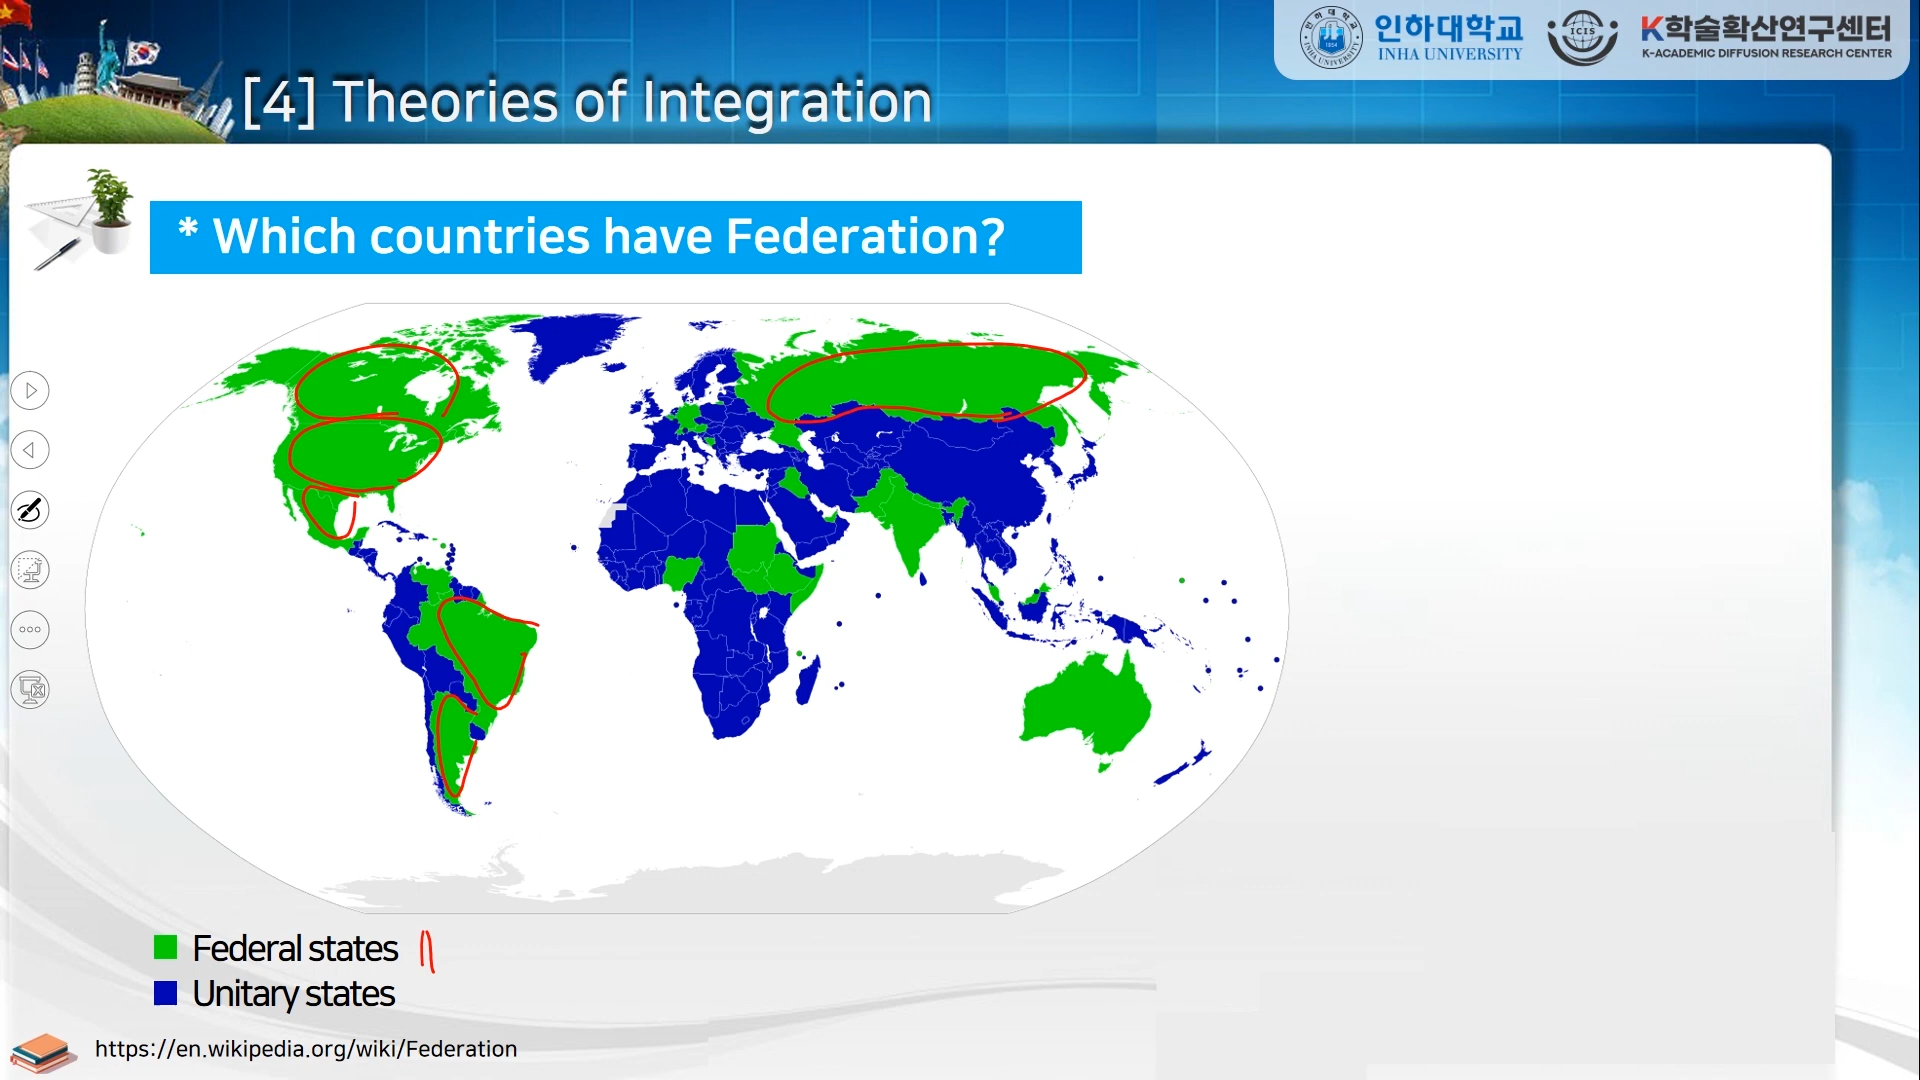 인하대학교
INHA UNIVERSITY
ICIS
K학술확산연구센터
K-ACADEMIC DIFFUSION RESEARCH CENTER
[4] Theories of Integration
* Which countries have Federation?
Federal states
Unitary states
https://en.wikipedia.org/wiki/Federation